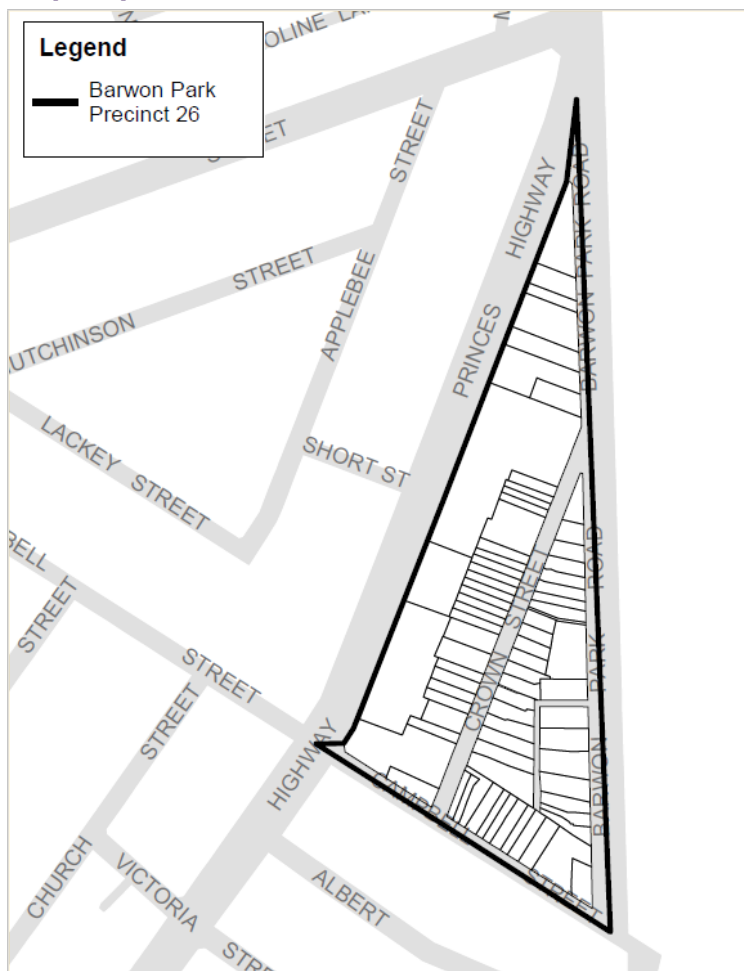 Legend
Barwon Park
Precinct 26
STREET
HUTCHINSON STREET
APPLEBEE STREET
LACKEY STREET
SHORT ST
PRINCES HIGHWAY
BARWON PARK ROAD
CROWN STREET
BARWON PARK ROAD
STREET
STREET
STREET
HIGHWAY
CAMPBELL STREET
CHURCH
VICTORIA
ALBERT